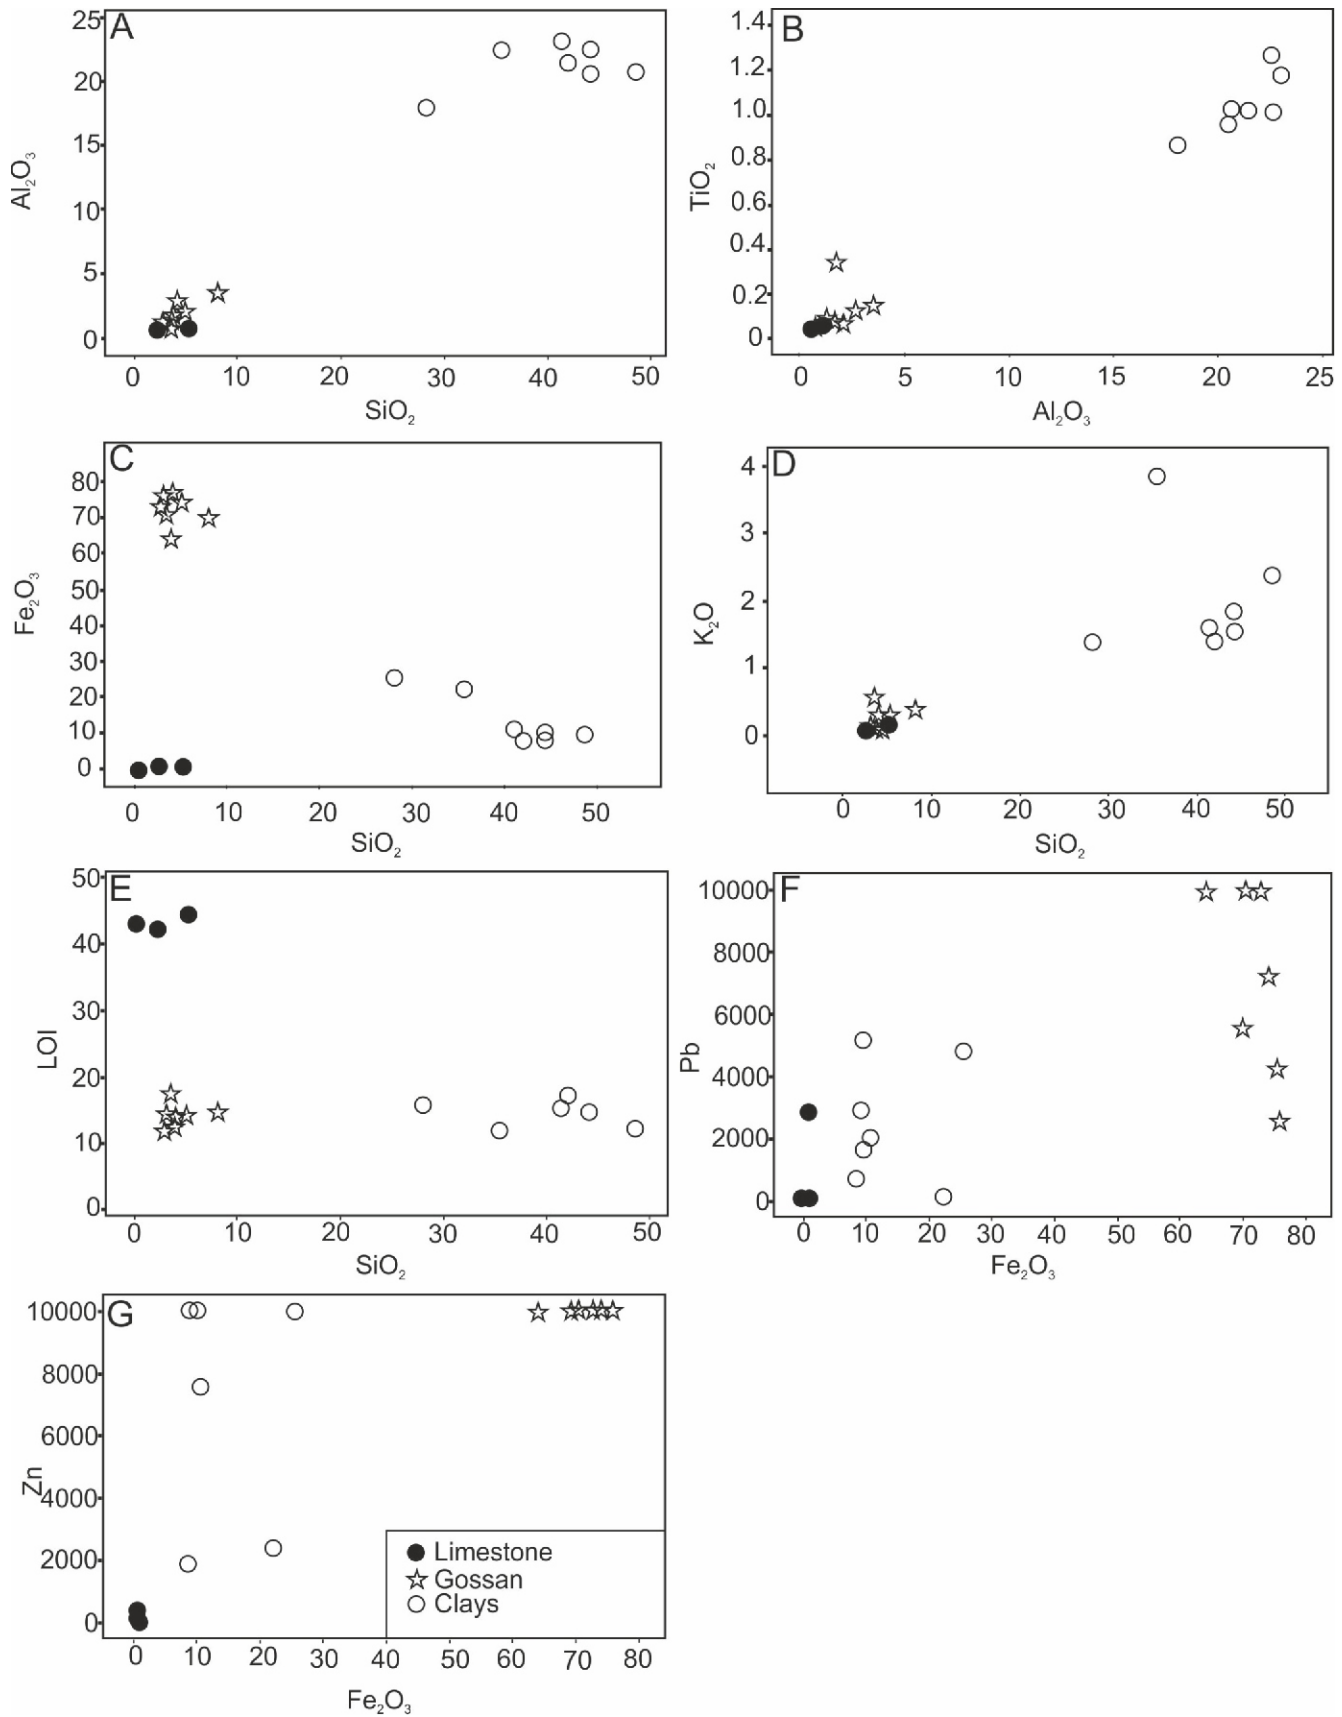 A
25
20
15
10
5
0
Al₂O₃
0 10 20 30 40 50
SiO₂
B
1.4
1.2
1.0
0.8
0.6
0.4
0.2
0
TiO₂
0 5 10 15 20 25
Al₂O₃
C
80
70
60
50
40
30
20
10
0
Fe₂O₃
0 10 20 30 40 50
SiO₂
D
4
3
2
1
0
K₂O
0 10 20 30 40 50
SiO₂
E
50
40
30
20
10
0
LOI
0 10 20 30 40 50
SiO₂
F
10000
8000
6000
4000
2000
0
Pb
0 10 20 30 40 50 60 70 80
Fe₂O₃
G
10000
8000
6000
4000
2000
0
Zn
Limestone
Gossan
Clays
0 10 20 30 40 50 60 70 80
Fe₂O₃